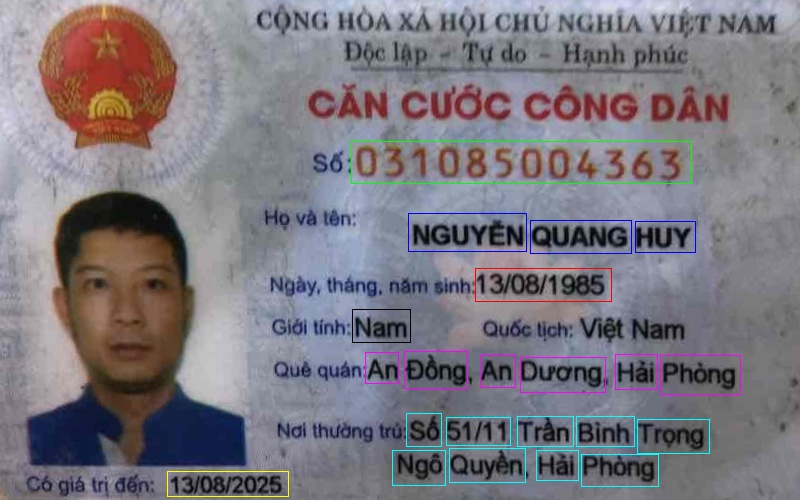 CỘNG HÒA XÃ HỘI CHỦ NGHĨA VIỆT NAM
Độc lập - Tự do - Hạnh phúc
CĂN CƯỚC CÔNG DÂN
Số: 031085004363
Họ và tên: NGUYỄN QUANG HUY
Ngày, tháng, năm sinh: 13/08/1985
Giới tính: Nam Quốc tịch: Việt Nam
Quê quán: An Đồng, An Dương, Hải Phòng
Nơi thường trú: Số 51/11 Trần Bình Trọng
Ngô Quyền, Hải Phòng
Có giá trị đến: 13/08/2025